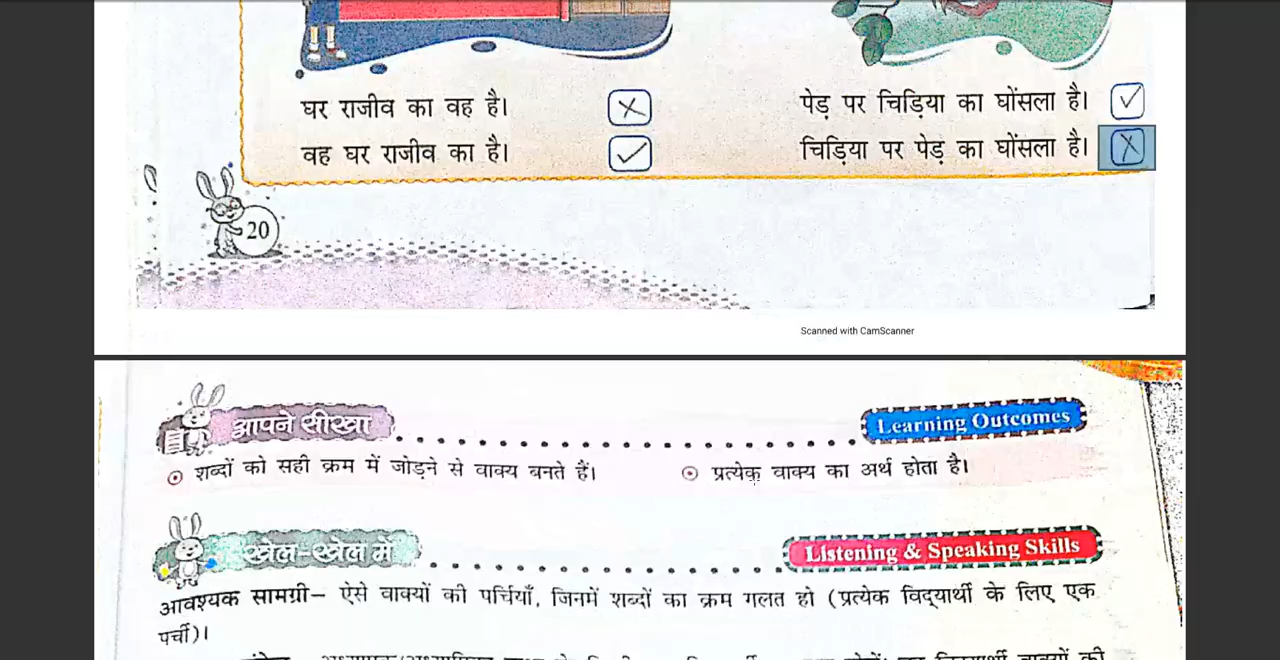 घर राजीव का वह है।
पेड़ पर चिड़िया का घोंसला है।
वह घर राजीव का है।
चिड़िया पर पेड़ का घोंसला है।
20
Scanned with CamScanner
आपने सीखा
Learning Outcomes
शब्दों को सही क्रम में जोड़ने से वाक्य बनते हैं।
प्रत्येक वाक्य का अर्थ होता है।
खेल-खेल में
Listening & Speaking Skills
आवश्यक सामग्री– ऐसे वाक्यों की पर्चियाँ, जिनमें शब्दों का क्रम गलत हो (प्रत्येक विद्‌यार्थी के लिए एक
पर्ची)।